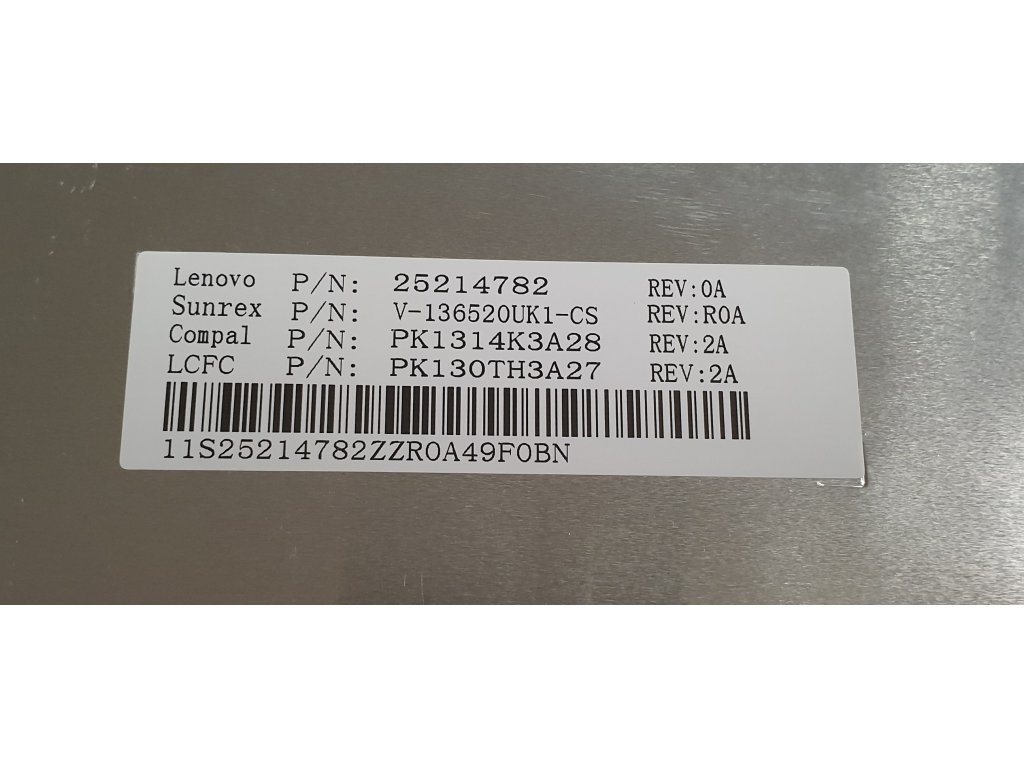 Lenovo P/N: 25214782 REV:0A
Sunrex P/N: V-136520UK1-CS REV:R0A
Compal P/N: PK1314K3A28 REV:2A
LCFC P/N: PK130TH3A27 REV:2A
11S25214782ZZR0A49F0BN